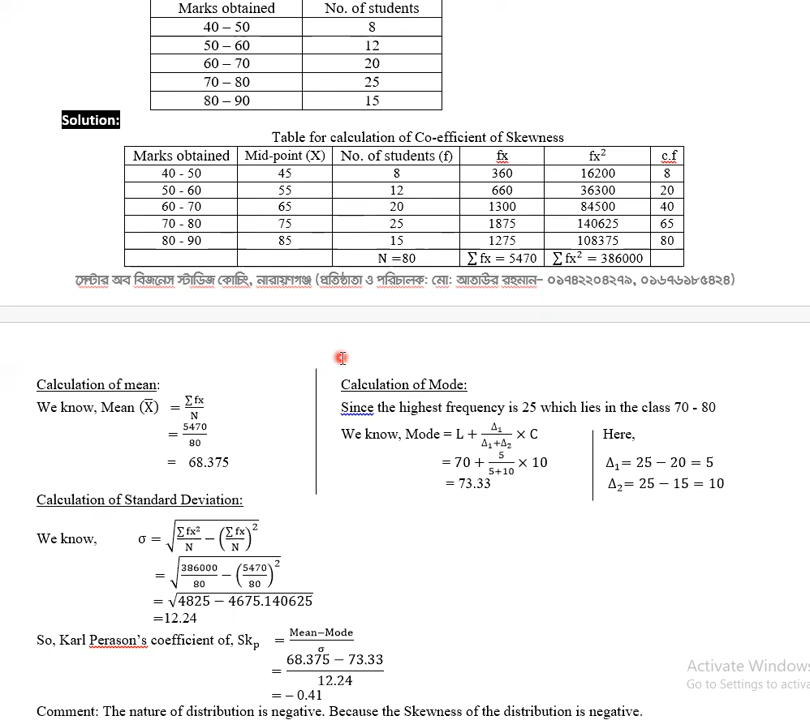 Marks obtained No. of students
40 – 50 8
50 – 60 12
60 – 70 20
70 – 80 25
80 – 90 15
Solution:
Table for calculation of Co-efficient of Skewness
Marks obtained Mid-point (X) No. of students (f) fx fx² c.f
40 - 50 45 8 360 16200 8
50 - 60 55 12 660 36300 20
60 - 70 65 20 1300 84500 40
70 - 80 75 25 1875 140625 65
80 - 90 85 15 1275 108375 80
N =80 ∑ fx = 5470 ∑ fx² = 386000
সেন্টার অব বিজনেস স্টাডিজ কোচিং, নারায়ণগঞ্জ (প্রতিষ্ঠাতা ও পরিচালক: মো: আতাউর রহমান– ০১৭৪২২০৪২৭৯, ০১৬৭৬১৮৫৪২৪)
Calculation of mean:
We know, Mean (X̅) = ∑ fx / N
= 5470 / 80
= 68.375
Calculation of Mode:
Since the highest frequency is 25 which lies in the class 70 - 80
We know, Mode = L + Δ₁ / Δ₁+Δ₂ × C
= 70 + 5 / 5+10 × 10
= 73.33
Here,
Δ₁= 25 − 20 = 5
Δ₂= 25 − 15 = 10
Calculation of Standard Deviation:
We know, σ = √(∑ fx² / N − (∑ fx / N)²)
= √(386000 / 80 − (5470 / 80)²)
= √4825 − 4675.140625
=12.24
So, Karl Perason's coefficient of, Skₚ = Mean−Mode / σ
= 68.375 − 73.33 / 12.24
= − 0.41
Comment: The nature of distribution is negative. Because the Skewness of the distribution is negative.
Activate Windows
Go to Settings to activa